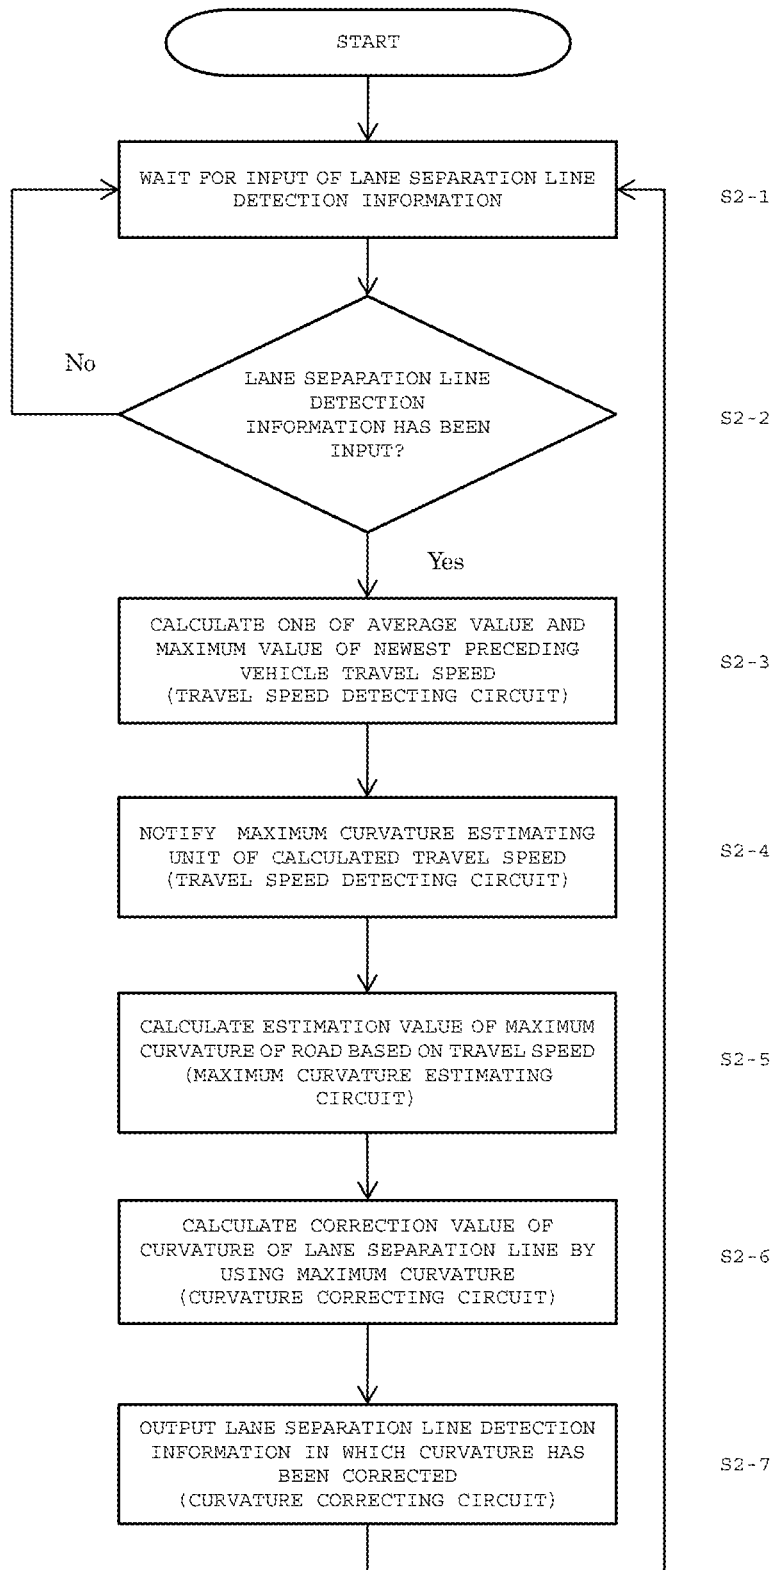 START
WAIT FOR INPUT OF LANE SEPARATION LINE
DETECTION INFORMATION
S2-1
No
LANE SEPARATION LINE
DETECTION
INFORMATION HAS BEEN
INPUT?
S2-2
Yes
CALCULATE ONE OF AVERAGE VALUE AND
MAXIMUM VALUE OF NEWEST PRECEDING
VEHICLE TRAVEL SPEED
(TRAVEL SPEED DETECTING CIRCUIT)
S2-3
NOTIFY MAXIMUM CURVATURE ESTIMATING
UNIT OF CALCULATED TRAVEL SPEED
(TRAVEL SPEED DETECTING CIRCUIT)
S2-4
CALCULATE ESTIMATION VALUE OF MAXIMUM
CURVATURE OF ROAD BASED ON TRAVEL SPEED
(MAXIMUM CURVATURE ESTIMATING
CIRCUIT)
S2-5
CALCULATE CORRECTION VALUE OF
CURVATURE OF LANE SEPARATION LINE BY
USING MAXIMUM CURVATURE
(CURVATURE CORRECTING CIRCUIT)
S2-6
OUTPUT LANE SEPARATION LINE DETECTION
INFORMATION IN WHICH CURVATURE HAS
BEEN CORRECTED
(CURVATURE CORRECTING CIRCUIT)
S2-7